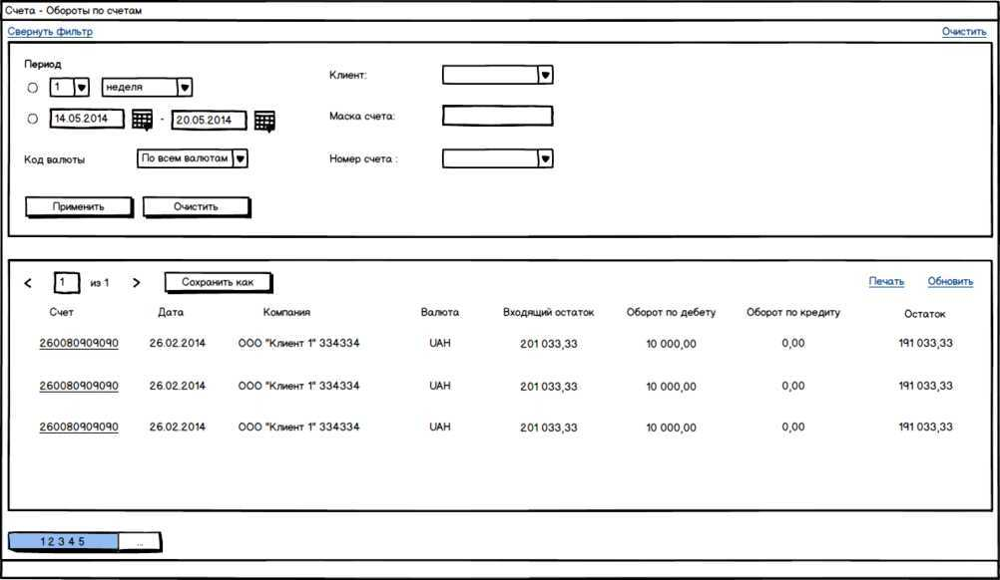 Счета - Обороты по счетам
Свернуть фильтр Очистить
Период
Клиент:
1 неделя
14.05.2014 - 20.05.2014
Маска счета:
Код валюты По всем валютам Номер счета :
Применить Очистить
< 1 из 1 > Сохранить как Печать Обновить
Счет Дата Компания Валюта Входящий остаток Оборот по дебету Оборот по кредиту Остаток
260080909090 26.02.2014 ООО "Клиент 1" 334334 UAH 201 033,33 10 000,00 0,00 191 033,33
260080909090 26.02.2014 ООО "Клиент 1" 334334 UAH 201 033,33 10 000,00 0,00 191 033,33
260080909090 26.02.2014 ООО "Клиент 1" 334334 UAH 201 033,33 10 000,00 0,00 191 033,33
1 2 3 4 5 ...